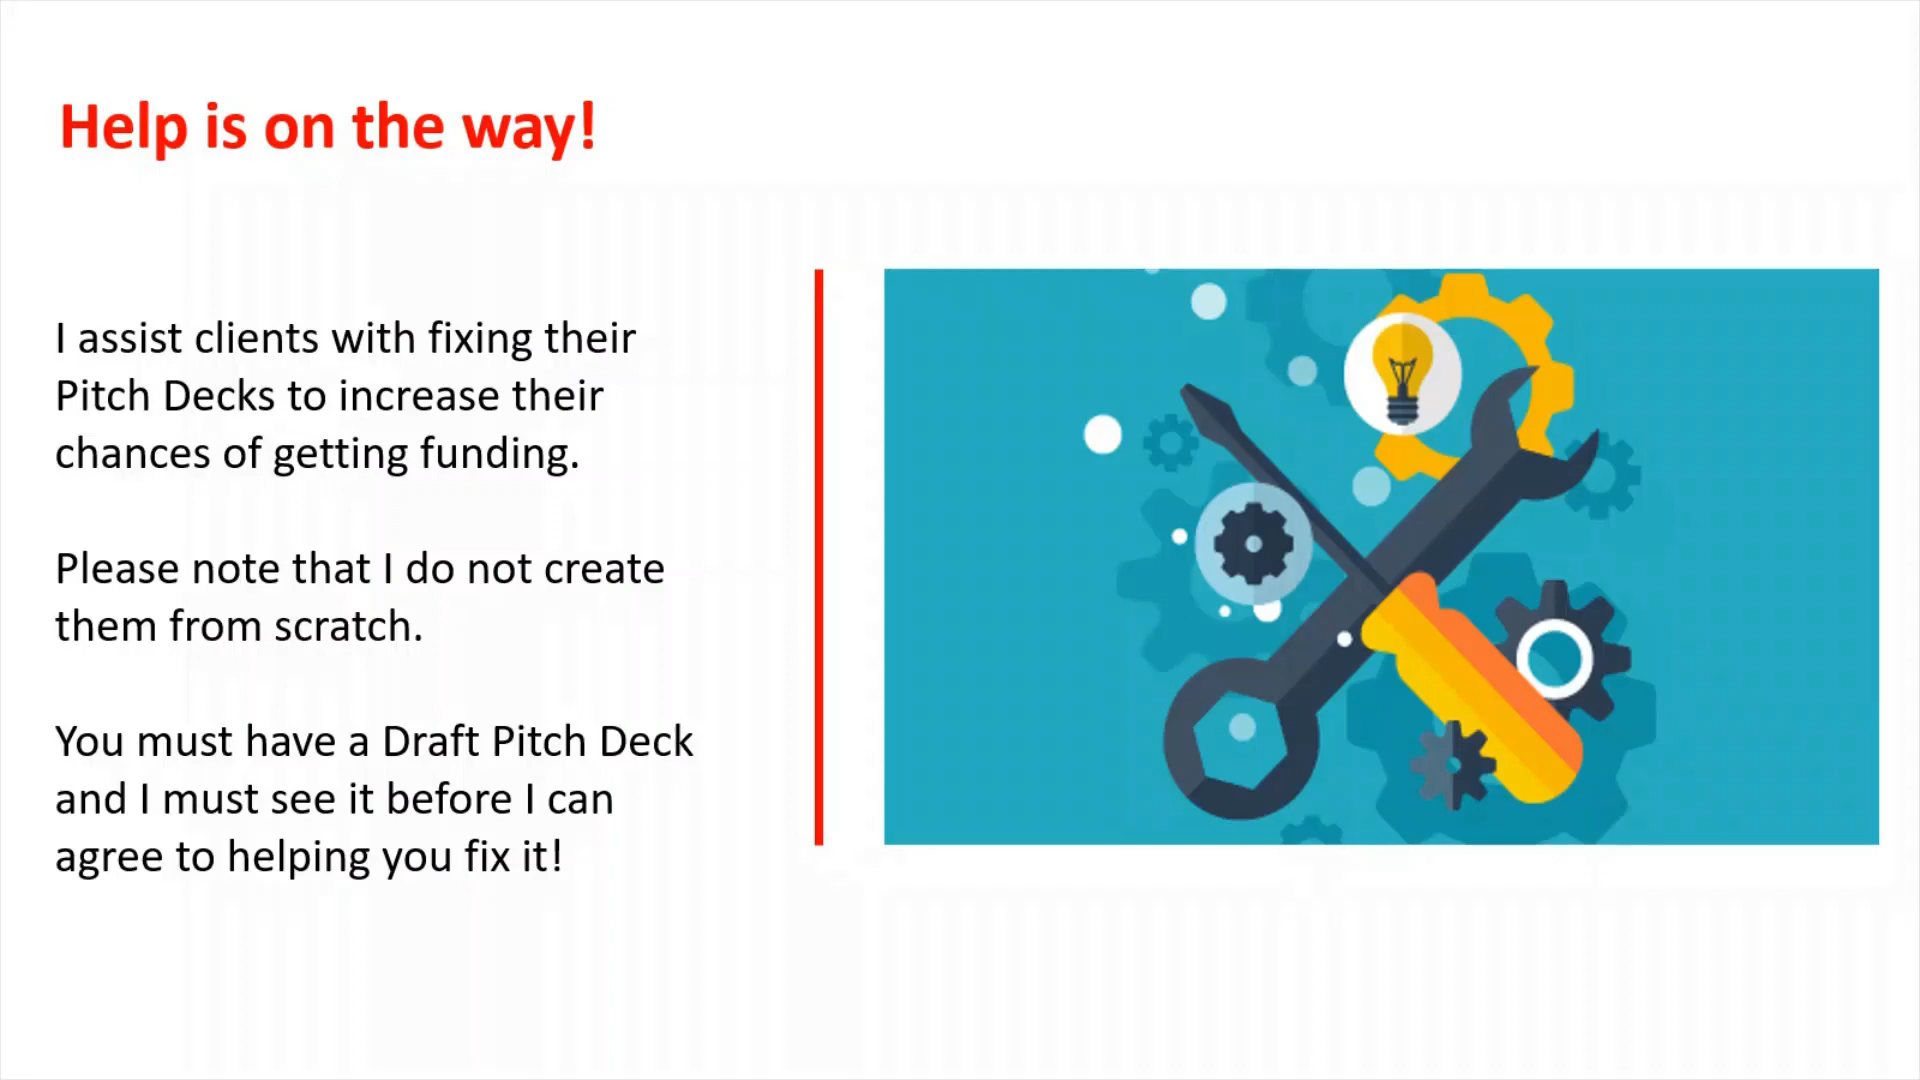 Help is on the way!
I assist clients with fixing their
Pitch Decks to increase their
chances of getting funding.
Please note that I do not create
them from scratch.
You must have a Draft Pitch Deck
and I must see it before I can
agree to helping you fix it!